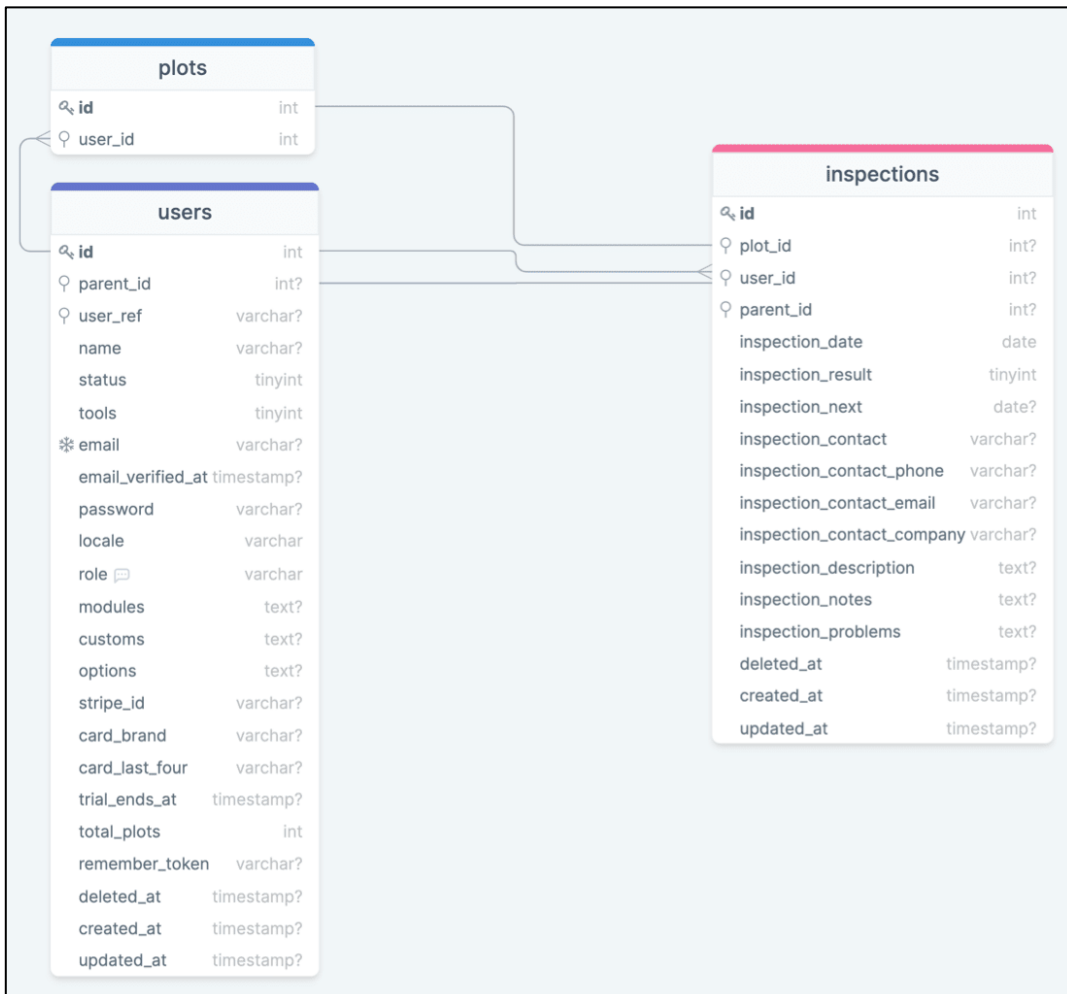 plots
id int
user_id int
users
id int
parent_id int?
user_ref varchar?
name varchar?
status tinyint
tools tinyint
email varchar?
email_verified_at timestamp?
password varchar?
locale varchar
role varchar
modules text?
customs text?
options text?
stripe_id varchar?
card_brand varchar?
card_last_four varchar?
trial_ends_at timestamp?
total_plots int
remember_token varchar?
deleted_at timestamp?
created_at timestamp?
updated_at timestamp?
inspections
id int
plot_id int?
user_id int?
parent_id int?
inspection_date date
inspection_result tinyint
inspection_next date?
inspection_contact varchar?
inspection_contact_phone varchar?
inspection_contact_email varchar?
inspection_contact_company varchar?
inspection_description text?
inspection_notes text?
inspection_problems text?
deleted_at timestamp?
created_at timestamp?
updated_at timestamp?